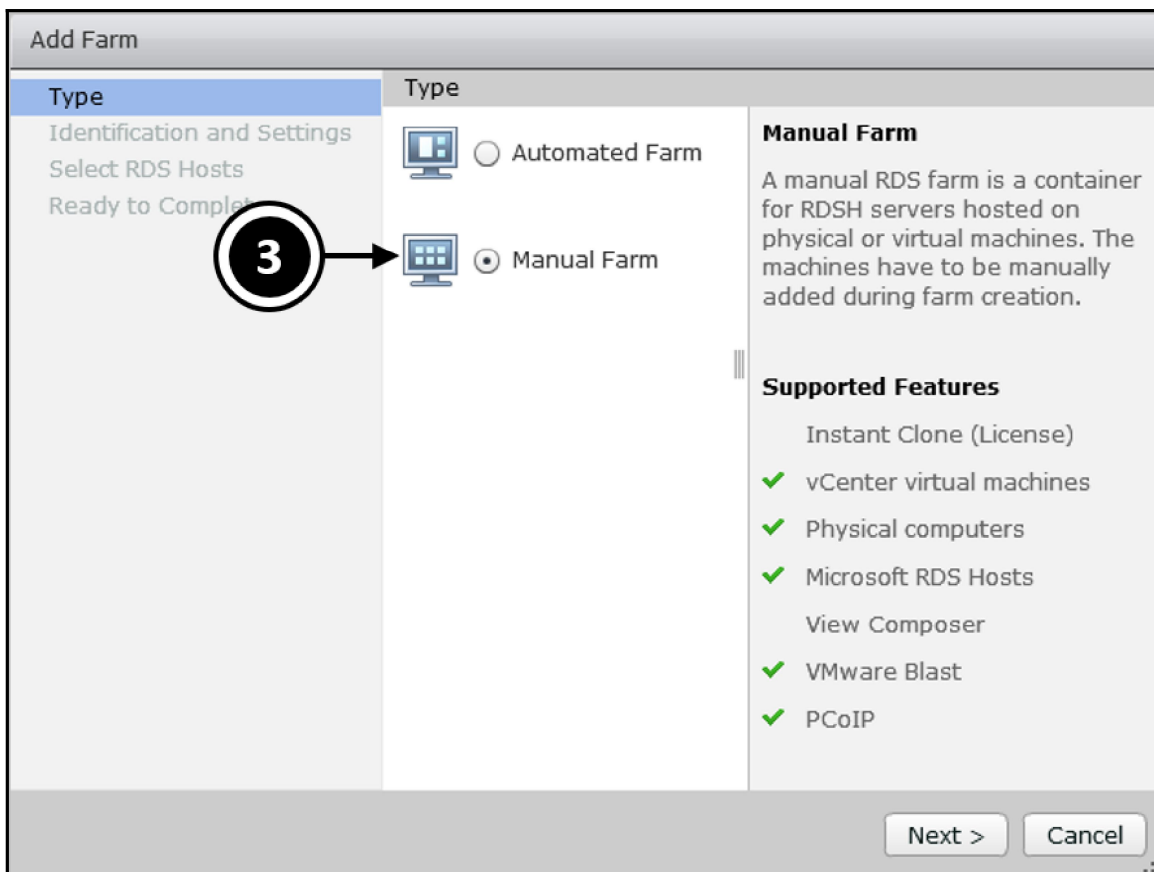 Add Farm
Type
Identification and Settings
Select RDS Hosts
Ready to Complet
3
Type
Automated Farm
Manual Farm
Manual Farm
A manual RDS farm is a container
for RDSH servers hosted on
physical or virtual machines. The
machines have to be manually
added during farm creation.
Supported Features
Instant Clone (License)
vCenter virtual machines
Physical computers
Microsoft RDS Hosts
View Composer
VMware Blast
PCoIP
Next >
Cancel